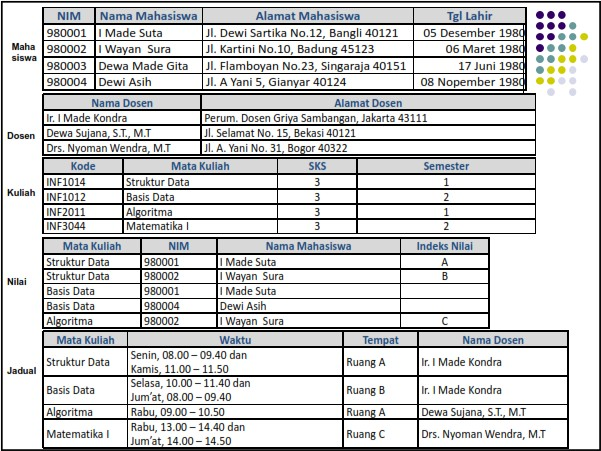 NIM Nama Mahasiswa Alamat Mahasiswa Tgl Lahir
980001 I Made Suta Jl. Dewi Sartika No.12, Bangli 40121 05 Desember 1980
980002 I Wayan Sura Jl. Kartini No.10, Badung 45123 06 Maret 1980
Maha
siswa
980003 Dewa Made Gita Jl. Flamboyan No.23, Singaraja 40151 17 Juni 1980
980004 Dewi Asih Jl. A Yani 5, Gianyar 40124 08 Nopember 1980
Nama Dosen Alamat Dosen
Ir. I Made Kondra Perum. Dosen Griya Sambangan, Jakarta 43111
Dosen Dewa Sujana, S.T., M.T Jl. Selamat No. 15, Bekasi 40121
Drs. Nyoman Wendra, M.T Jl. A. Yani No. 31, Bogor 40322
Kode Mata Kuliah SKS Semester
INF1014 Struktur Data 3 1
Kuliah INF1012 Basis Data 3 2
INF2011 Algoritma 3 1
INF3044 Matematika I 3 2
Mata Kuliah NIM Nama Mahasiswa Indeks Nilai
Struktur Data 980001 I Made Suta A
Struktur Data 980002 I Wayan Sura B
Nilai Basis Data 980001 I Made Suta
Basis Data 980004 Dewi Asih
Algoritma 980002 I Wayan Sura C
Mata Kuliah Waktu Tempat Nama Dosen
Struktur Data Senin, 08.00 – 09.40 dan Ruang A Ir. I Made Kondra
Kamis, 11.00 – 11.50
Jadual
Basis Data Selasa, 10.00 - 11.40 dan Ruang B Ir. I Made Kondra
Jum’at, 08.00 – 09.40
Algoritma Rabu, 09.00 – 10.50 Ruang A Dewa Sujana, S.T., M.T
Matematika I Rabu, 13.00 - 14.40 dan Ruang C Drs. Nyoman Wendra, M.T
Jum’at, 14.00 – 14.50